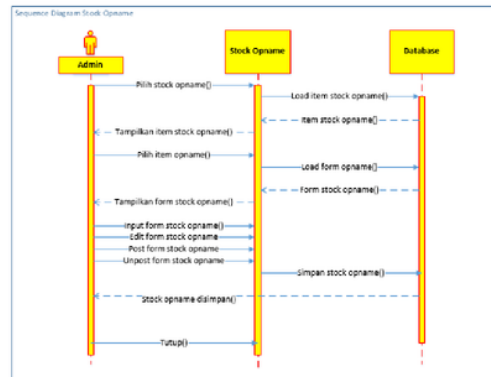 Sequence Diagram Stock Opname
Admin
Stock Opname
Database
Pilih stock opname()
Load item stock opname()
Item stock opname()
Tampilkan item stock opname()
Pilih item opname()
Load form opname()
Form stock opname()
Tampilkan form stock opname()
Input form stock opname()
Edit form stock opname
Post form stock opname
Unpost form stock opname
Simpan stock opname()
Stock opname disimpan()
Tutup()